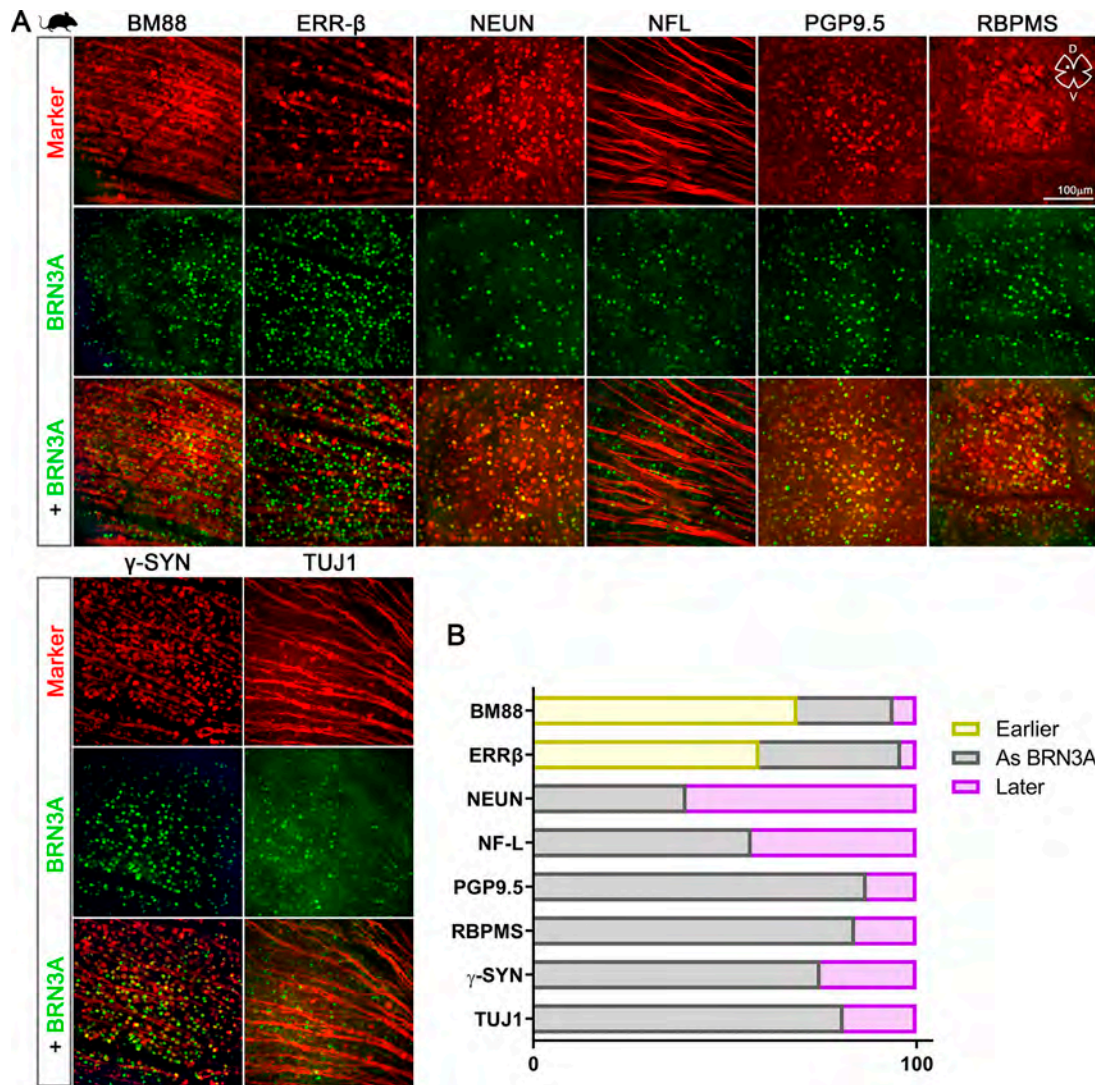 A
BM88 ERR-β NEUN NFL PGP9.5 RBPMS
D
V
Marker
100μm
BRN3A
+ BRN3A
γ-SYN TUJ1
Marker
BRN3A
+ BRN3A
B
BM88
ERRβ
NEUN
NF-L
PGP9.5
RBPMS
γ-SYN
TUJ1
0 100
Earlier
As BRN3A
Later